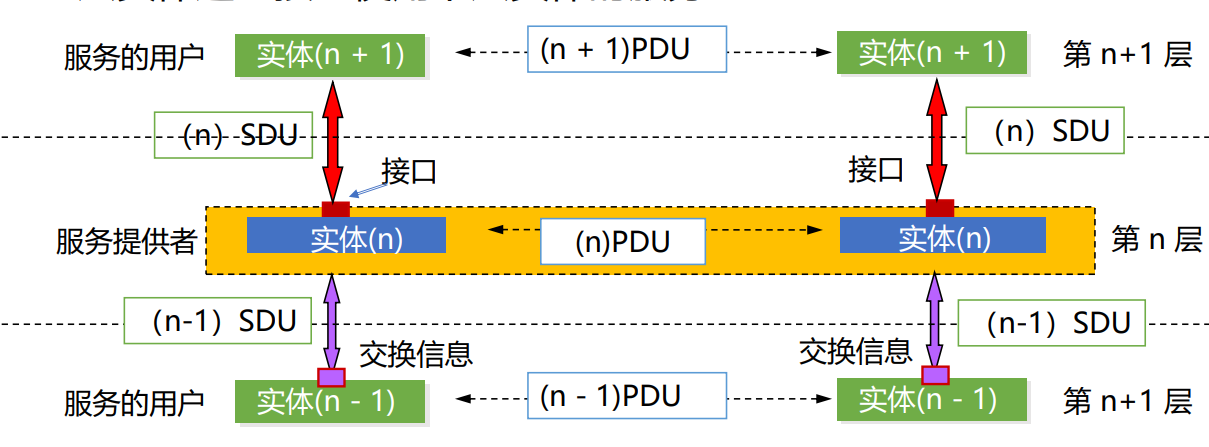 服务的用户 实体(n + 1) (n + 1)PDU 实体(n + 1) 第 n+1 层
(n) SDU (n) SDU
接口 接口
服务提供者 实体(n) (n)PDU 实体(n) 第 n 层
(n-1) SDU (n-1) SDU
交换信息 交换信息
服务的用户 实体(n - 1) (n - 1)PDU 实体(n - 1) 第 n+1 层